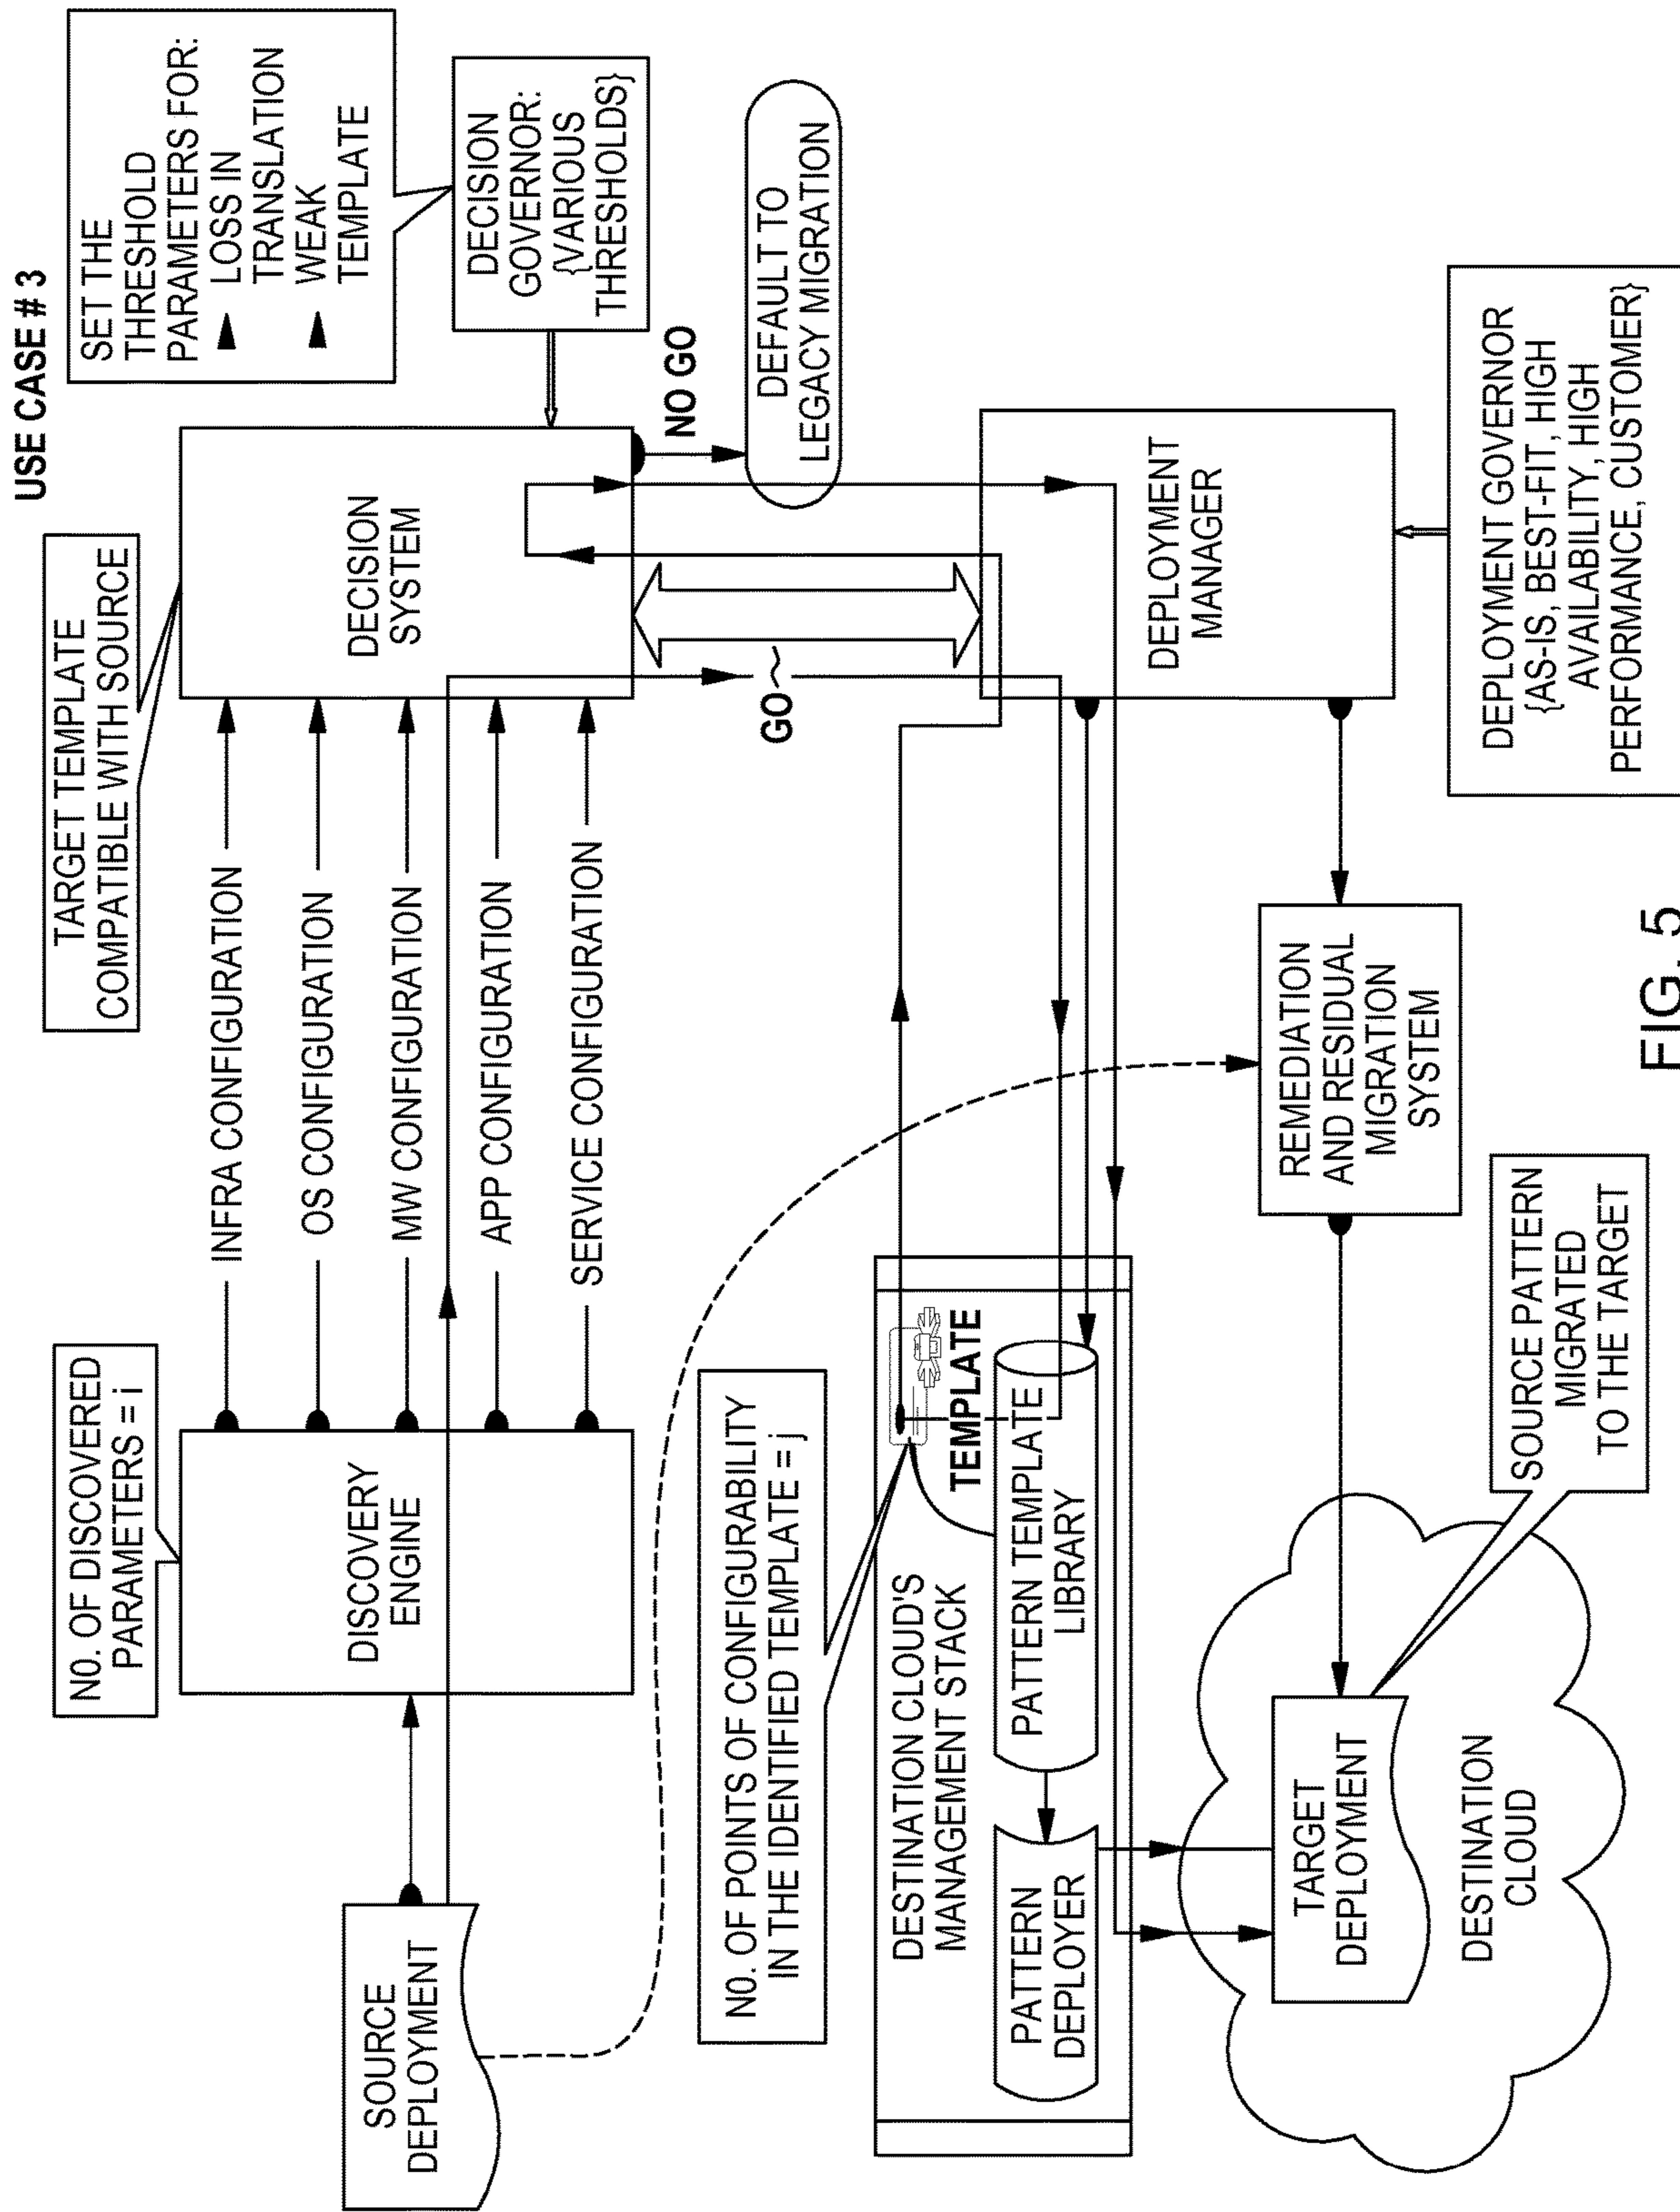 USE CASE # 3
SET THE
THRESHOLD
PARAMETERS FOR:
LOSS IN
TRANSLATION
WEAK
TEMPLATE
TARGET TEMPLATE
COMPATIBLE WITH SOURCE
N0. OF DISCOVERED
PARAMETERS = i
SOURCE
DEPLOYMENT
DISCOVERY
ENGINE
INFRA CONFIGURATION
OS CONFIGURATION
MW CONFIGURATION
APP CONFIGURATION
SERVICE CONFIGURATION
DECISION
SYSTEM
DECISION
GOVERNOR:
{VARIOUS
THRESHOLDS}
NO GO
DEFAULT TO
LEGACY MIGRATION
GO
N0. OF POINTS OF CONFIGURABILITY
IN THE IDENTIFIED TEMPLATE = j
DESTINATION CLOUD'S
MANAGEMENT STACK
TEMPLATE
PATTERN TEMPLATE
LIBRARY
PATTERN
DEPLOYER
DEPLOYMENT
MANAGER
DEPLOYMENT GOVERNOR
{AS-IS, BEST-FIT, HIGH
AVAILABILITY, HIGH
PERFORMANCE, CUSTOMER}
REMEDIATION
AND RESIDUAL
MIGRATION
SYSTEM
TARGET
DEPLOYMENT
DESTINATION
CLOUD
SOURCE PATTERN
MIGRATED
TO THE TARGET
FIG. 5